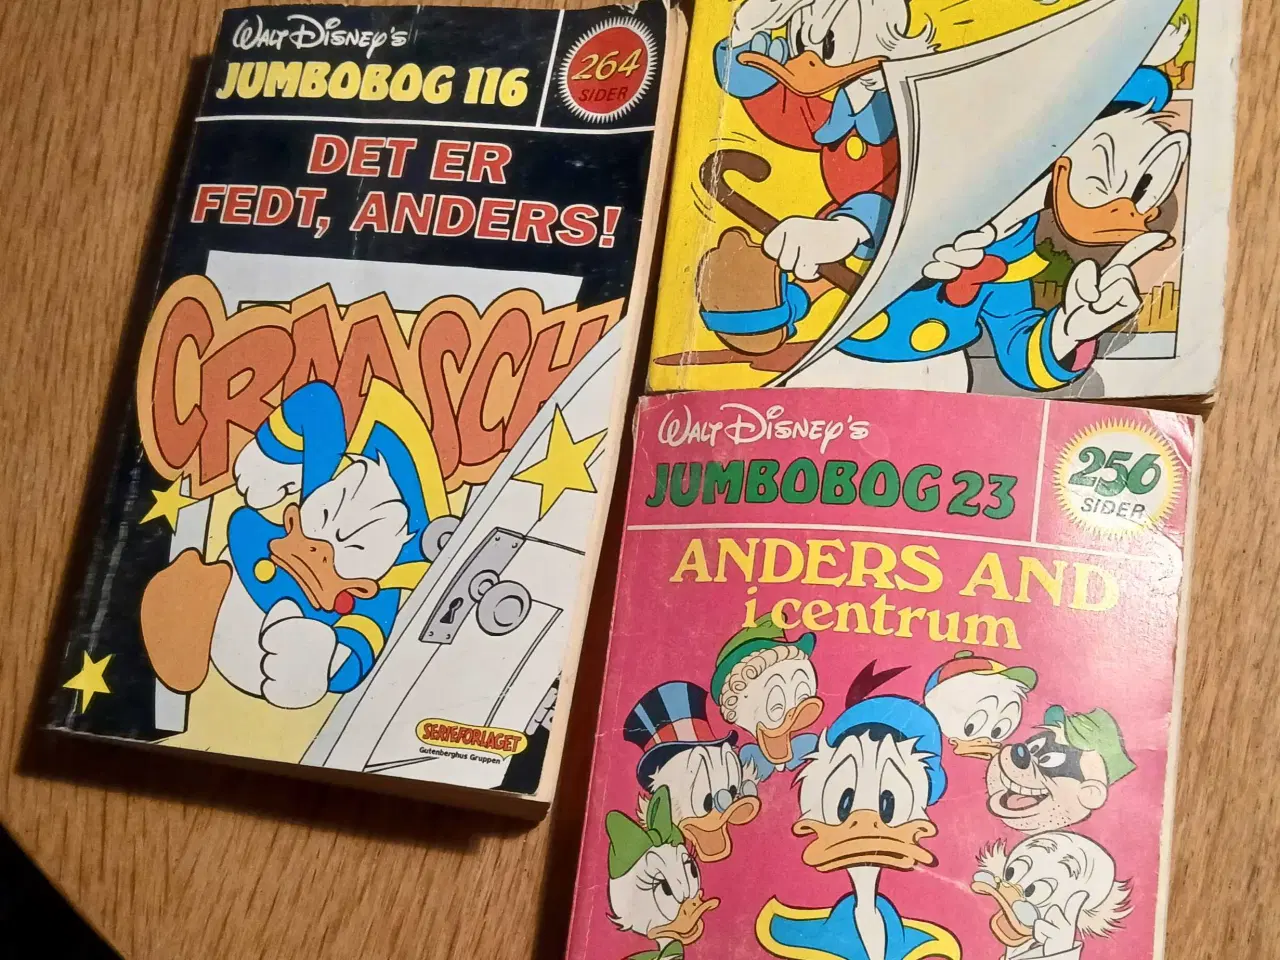 WALT DISNEY'S
JUMBOBOG 116
264
SIDER
DET ER
FEDT, ANDERS!
CRAASCH
SERIEFORLAGET
Gutenberghus Gruppen
WALT DISNEY'S
JUMBOBOG 23
256
SIDER
ANDERS AND
i centrum